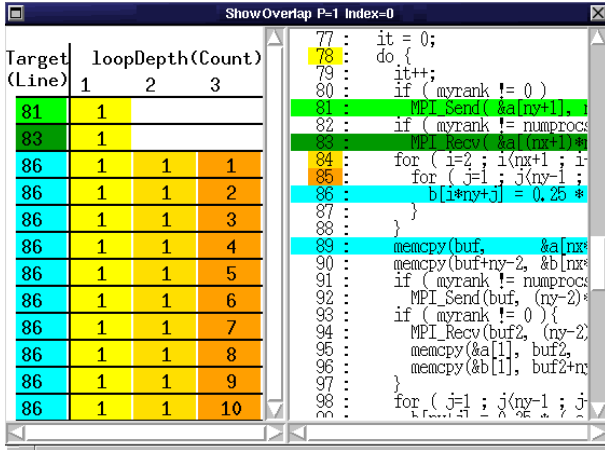 ShowOverlap P=1 Index=0
Target loopDepth(Count)
(Line) 1 2 3
81 1
83 1
86 1 1 1
86 1 1 2
86 1 1 3
86 1 1 4
86 1 1 5
86 1 1 6
86 1 1 7
86 1 1 8
86 1 1 9
86 1 1 10
77 : it = 0;
78 : do {
79 : it++;
80 : if ( myrank != 0 )
81 : MPI_Send( &a[ny+1],
82 : if ( myrank != numprocs
83 : MPI_Recv( &a[(nx+1)*
84 : for ( i=2 ; i<nx+1 ;
85 : for ( j=1 ; j<ny-1 ;
86 : b[i*ny+j] = 0.25 *
87 : }
88 : }
89 : memcpy(buf, &a[nx*
90 : memcpy(buf+ny-2, &b[nx*
91 : if ( myrank != numprocs
92 : MPI_Send(buf, (ny-2)*
93 : if ( myrank != 0 ){
94 : MPI_Recv(buf2, (ny-2)
95 : memcpy(&a[1], buf2,
96 : memcpy(&b[1], buf2+ny
97 : }
98 : for ( j=1 ; j<ny-1 ;